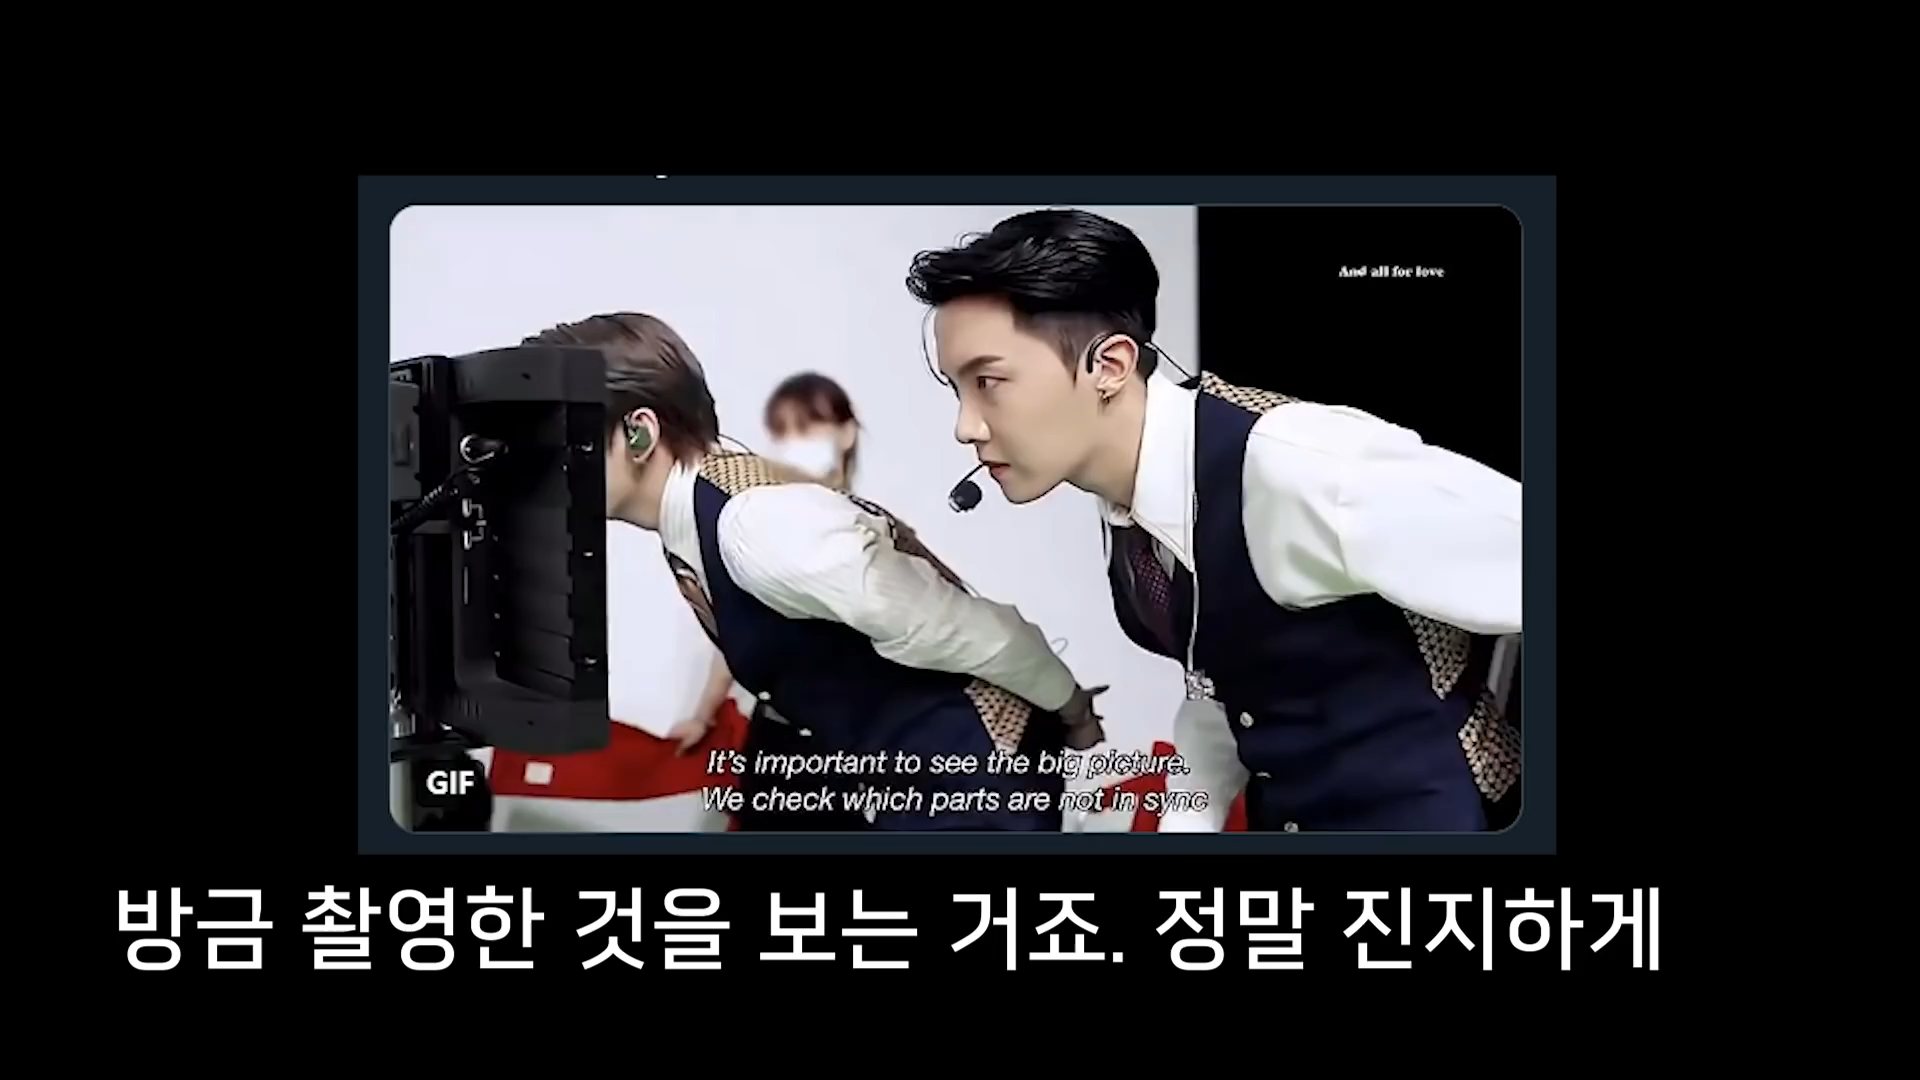 And all for love
It's important to see the big picture.
We check which parts are not in sync
GIF
방금 촬영한 것을 보는 거죠. 정말 진지하게